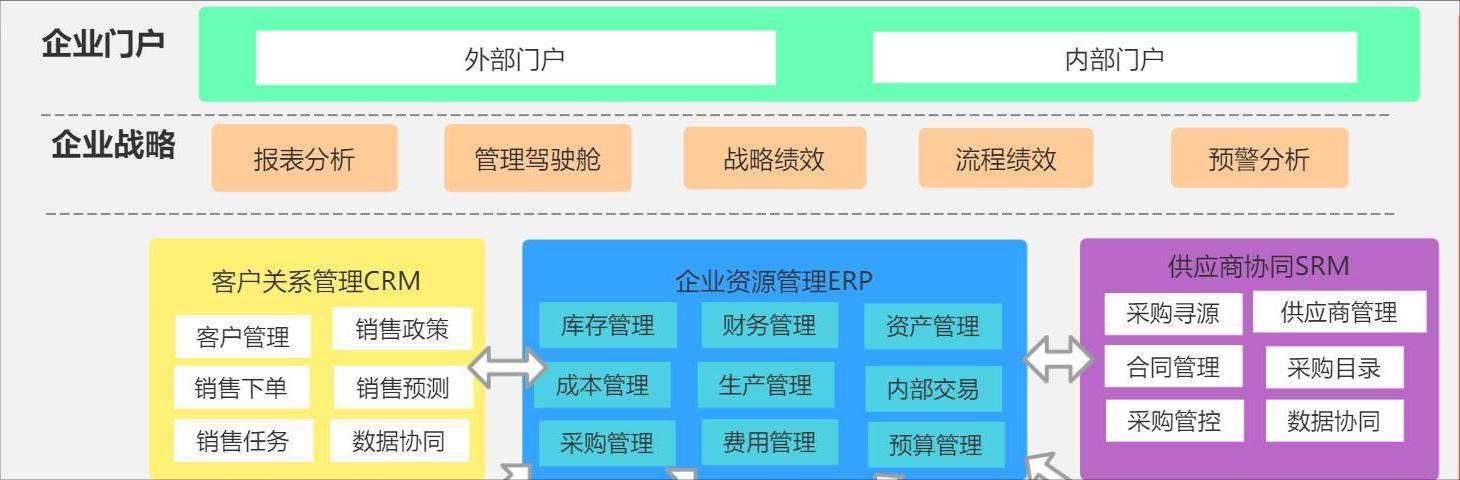 企业门户
外部门户
内部门户
企业战略
报表分析
管理驾驶舱
战略绩效
流程绩效
预警分析
客户关系管理CRM
客户管理
销售政策
销售下单
销售预测
销售任务
数据协同
企业资源管理ERP
库存管理
财务管理
资产管理
成本管理
生产管理
内部交易
采购管理
费用管理
预算管理
供应商协同SRM
采购寻源
供应商管理
合同管理
采购目录
采购管控
数据协同